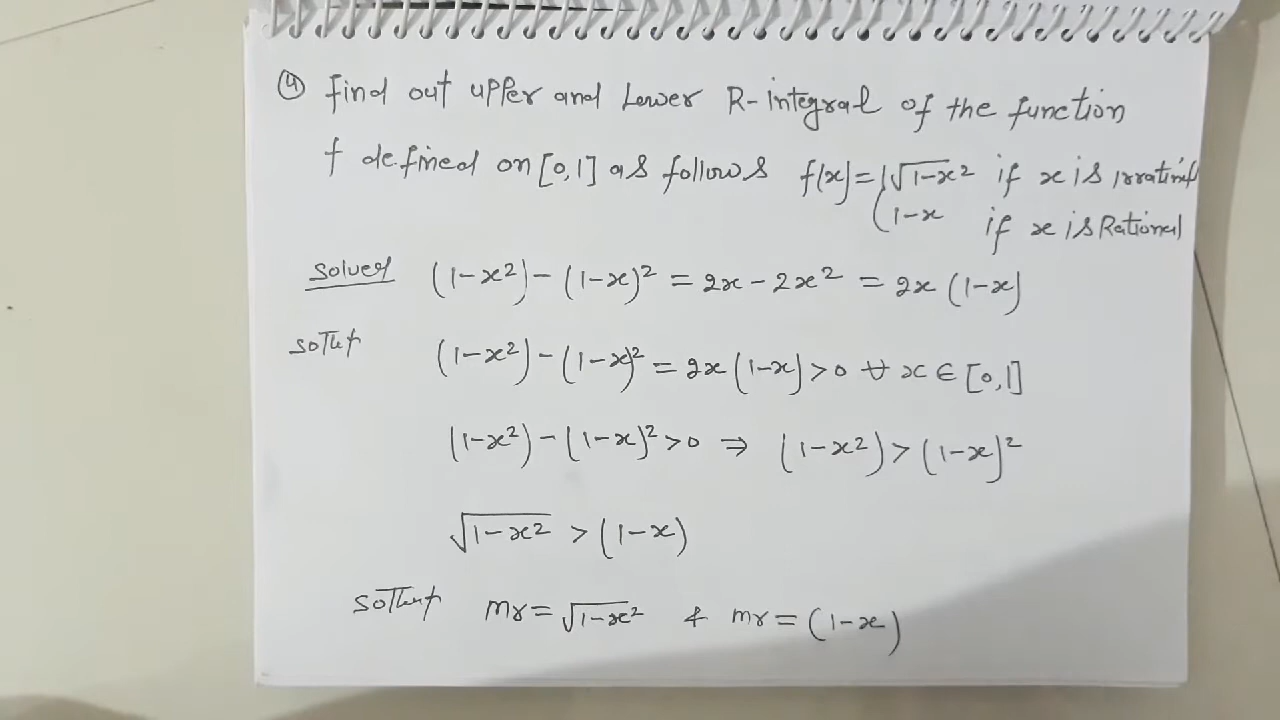 ④ Find out upper and Lower R-integral of the function
f defined on [0,1] as follows f(x)= { √1-x² if x is irrational
( 1-x if x is Rational
solved (1-x²)-(1-x)² = 2x-2x² = 2x (1-x)
so that (1-x²)-(1-x)² = 2x(1-x)>0 ∀ x ∈ [0,1]
(1-x²)-(1-x)²>0 ⇒ (1-x²)>(1-x)²
√1-x² > (1-x)
so that mr = √1-x² & mr = (1-x)